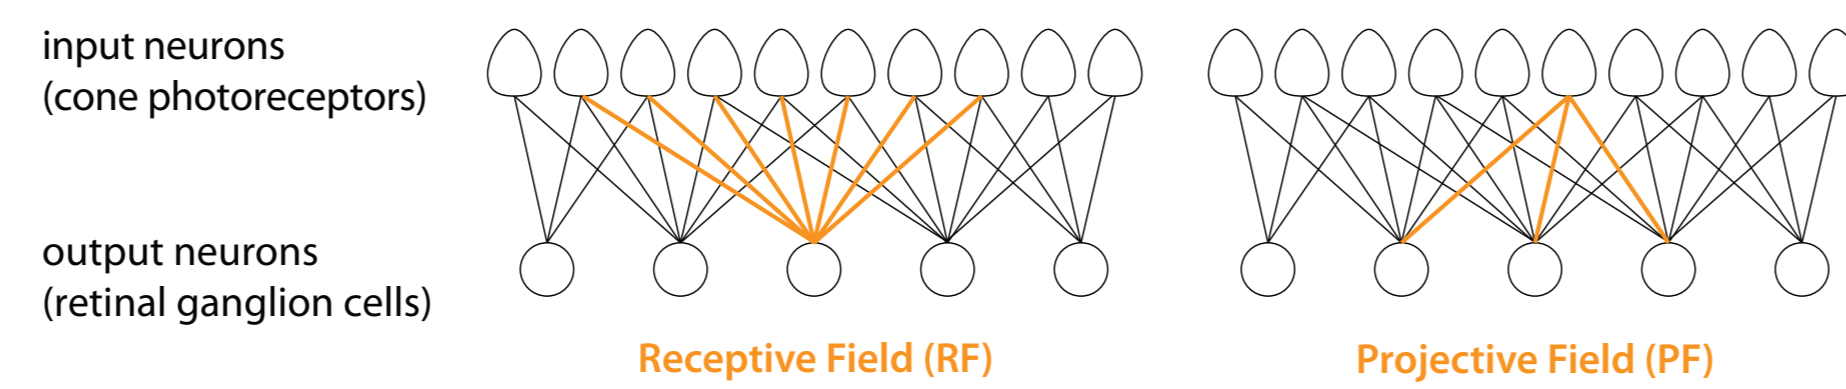 input neurons
(cone photoreceptors)
output neurons
(retinal ganglion cells)
Receptive Field (RF)
Projective Field (PF)